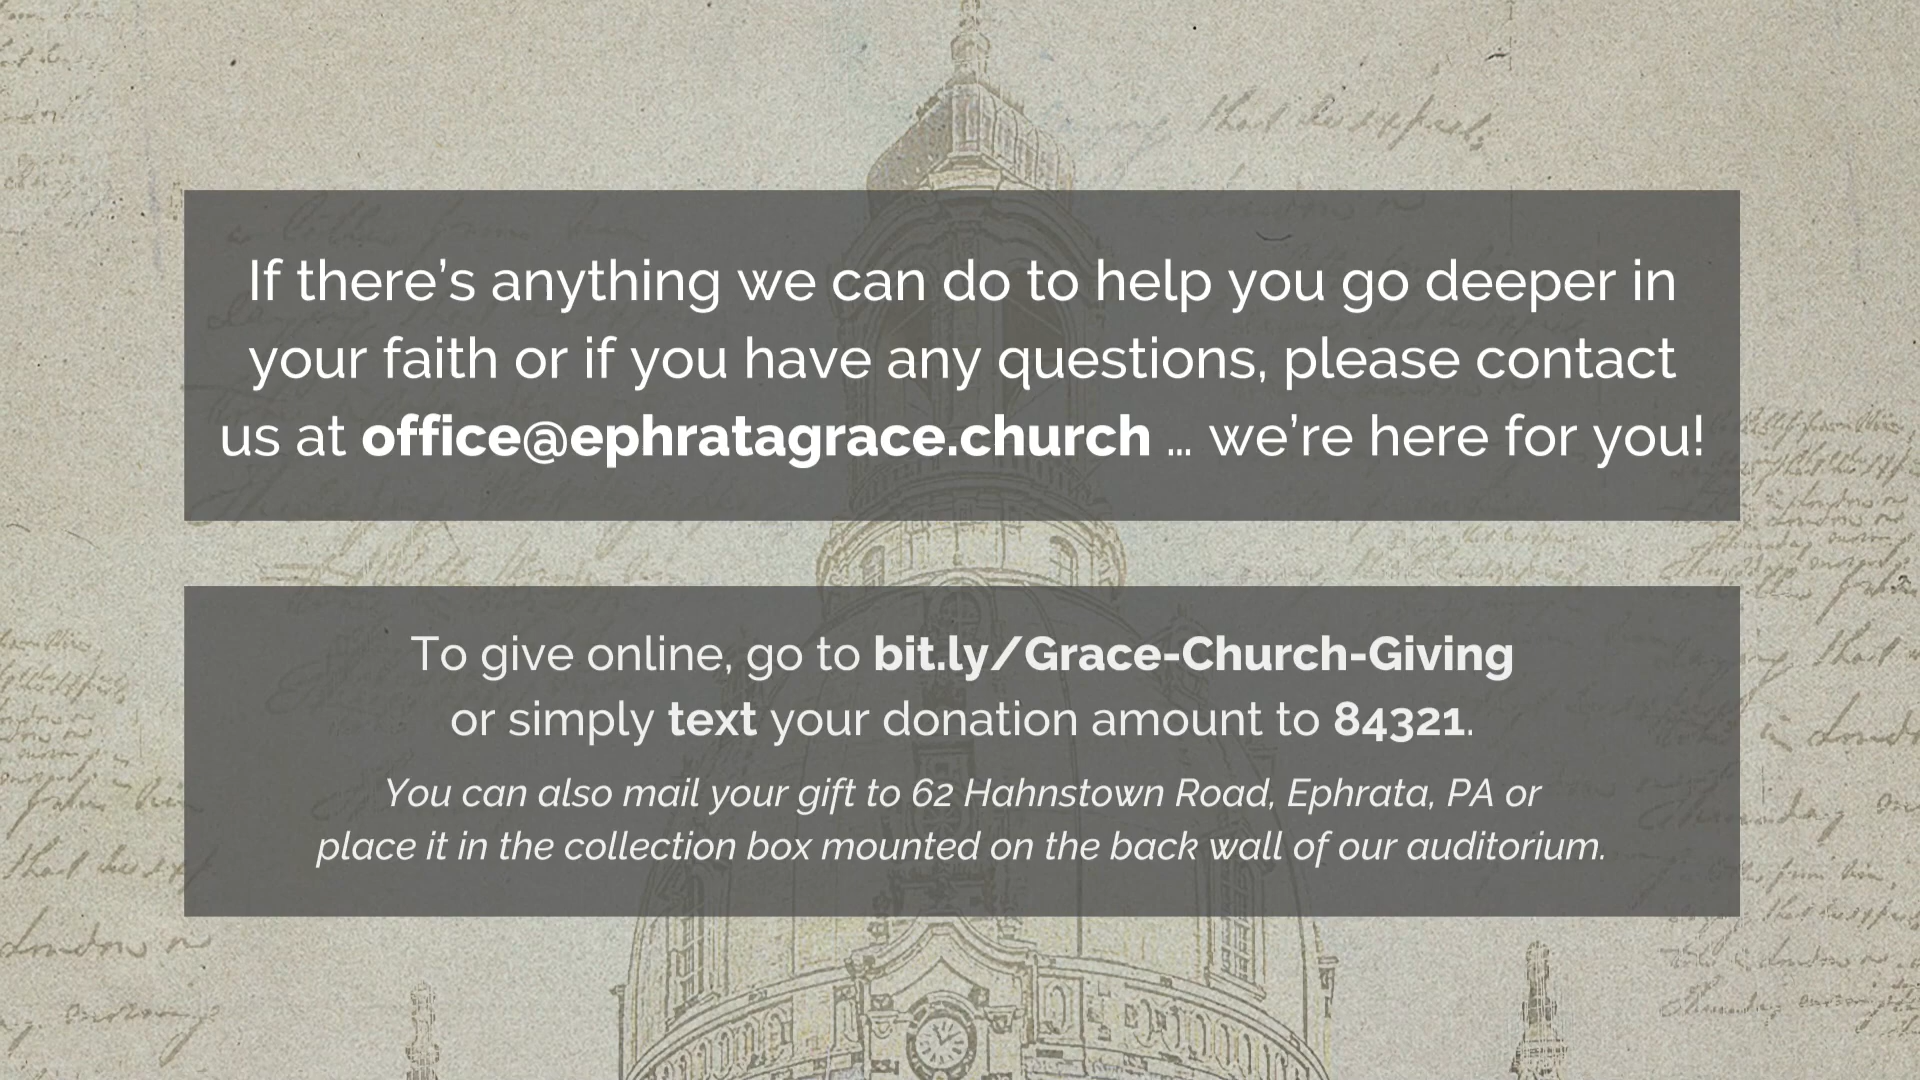 If there’s anything we can do to help you go deeper in
your faith or if you have any questions, please contact
us at office@ephratagrace.church ... we’re here for you!
To give online, go to bit.ly/Grace-Church-Giving
or simply text your donation amount to 84321.
You can also mail your gift to 62 Hahnstown Road, Ephrata, PA or
place it in the collection box mounted on the back wall of our auditorium.